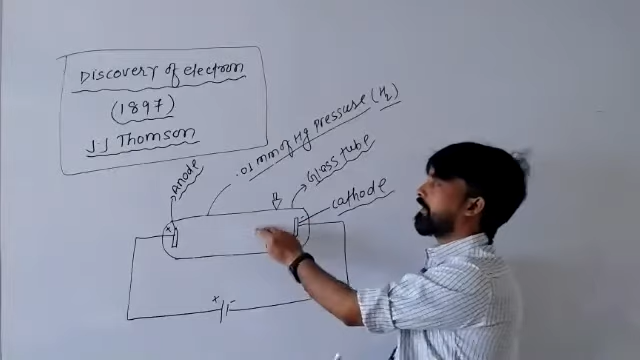 Discovery of electron
(1897)
J.J Thomson
.01 mm of Hg Pressure (H2)
Glass tube
Anode
cathode
+
-
+ -